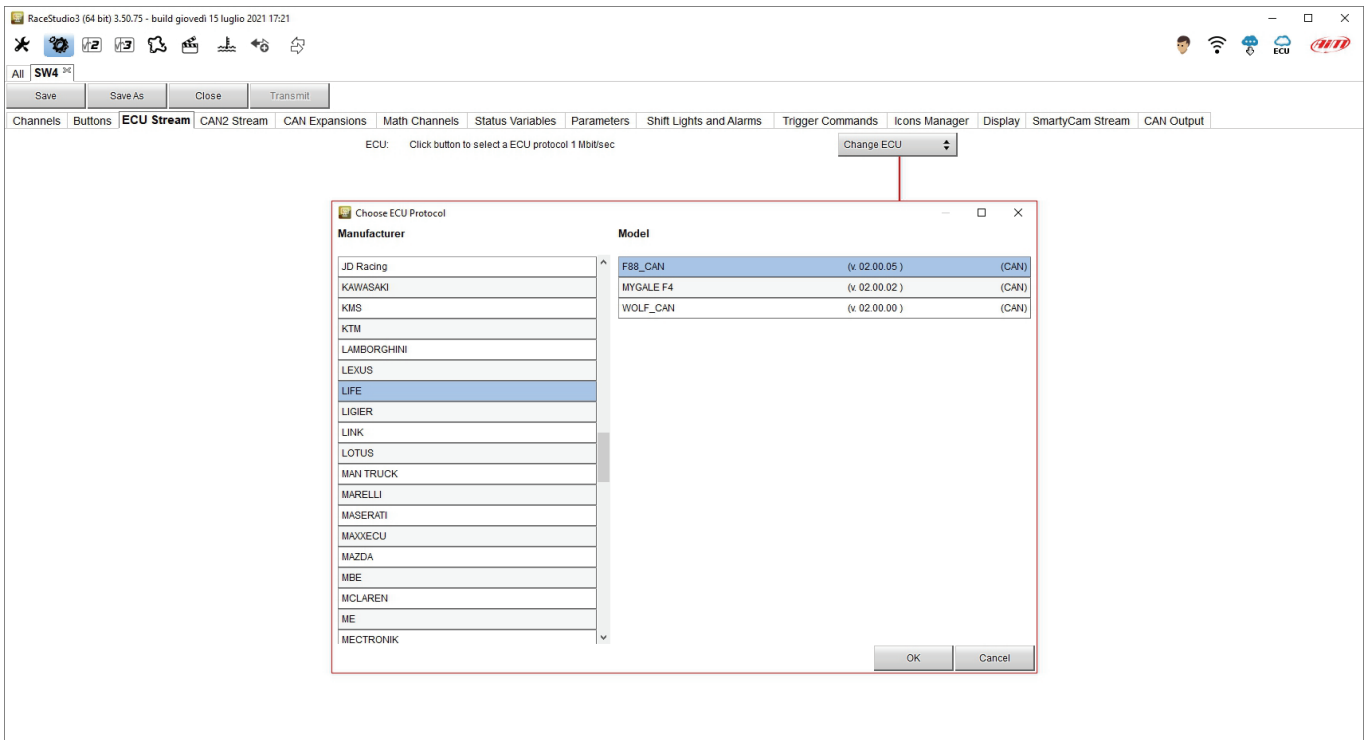 RaceStudio3 (64 bit) 3.50.75 - build giovedì 15 luglio 2021 17:21
ECU
AiM
All SW4
Save Save As Close Transmit
Channels Buttons ECU Stream CAN2 Stream CAN Expansions Math Channels Status Variables Parameters Shift Lights and Alarms Trigger Commands Icons Manager Display SmartyCam Stream CAN Output
ECU: Click button to select a ECU protocol 1 Mbit/sec Change ECU
Choose ECU Protocol
Manufacturer Model
JD Racing F88_CAN (v. 02.00.05 ) (CAN)
KAWASAKI MYGALE F4 (v. 02.00.02 ) (CAN)
KMS WOLF_CAN (v. 02.00.00 ) (CAN)
KTM
LAMBORGHINI
LEXUS
LIFE
LIGIER
LINK
LOTUS
MAN TRUCK
MARELLI
MASERATI
MAXXECU
MAZDA
MBE
MCLAREN
ME
MECTRONIK
OK Cancel